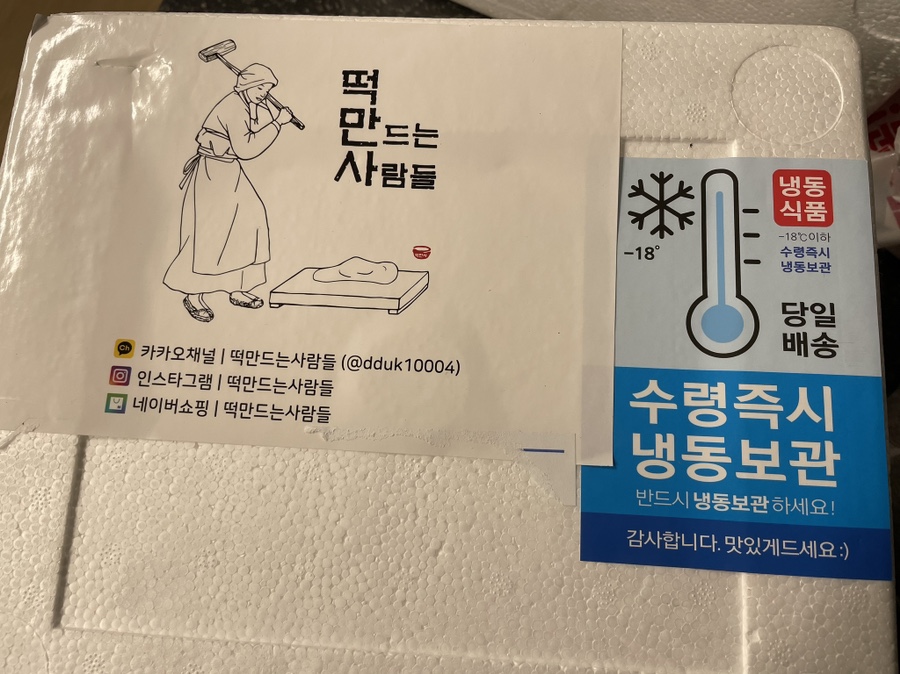 떡
만드는
사람들
카카오채널 | 떡만드는사람들 (@dduk10004)
인스타그램 | 떡만드는사람들
네이버쇼핑 | 떡만드는사람들
-18°
냉동
식품
-18℃이하
수령즉시
냉동보관
당일
배송
수령즉시
냉동보관
반드시 냉동보관 하세요!
감사합니다. 맛있게드세요:)